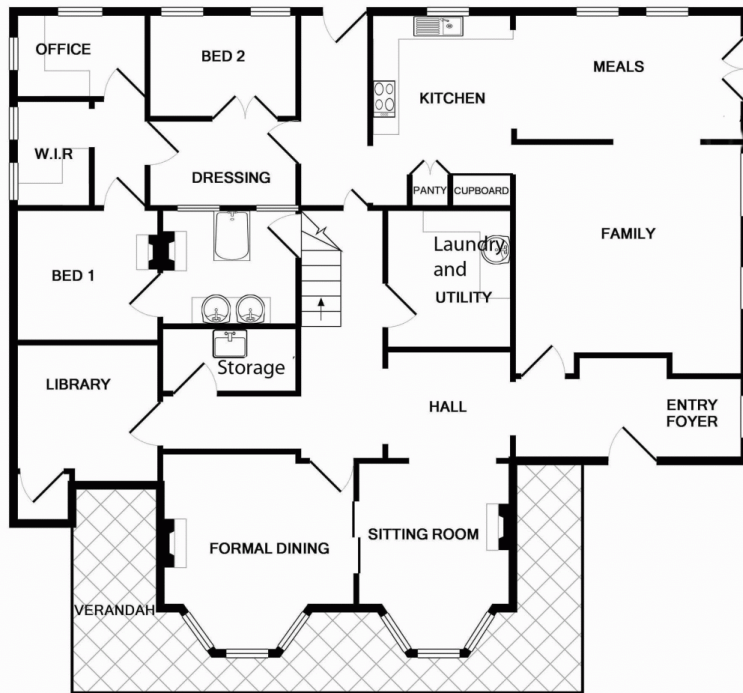 OFFICE
BED 2
MEALS
KITCHEN
W.I.R
DRESSING
PANTY
CUPBOARD
FAMILY
Laundry
and
UTILITY
BED 1
Storage
LIBRARY
HALL
ENTRY
FOYER
FORMAL DINING
SITTING ROOM
VERANDAH